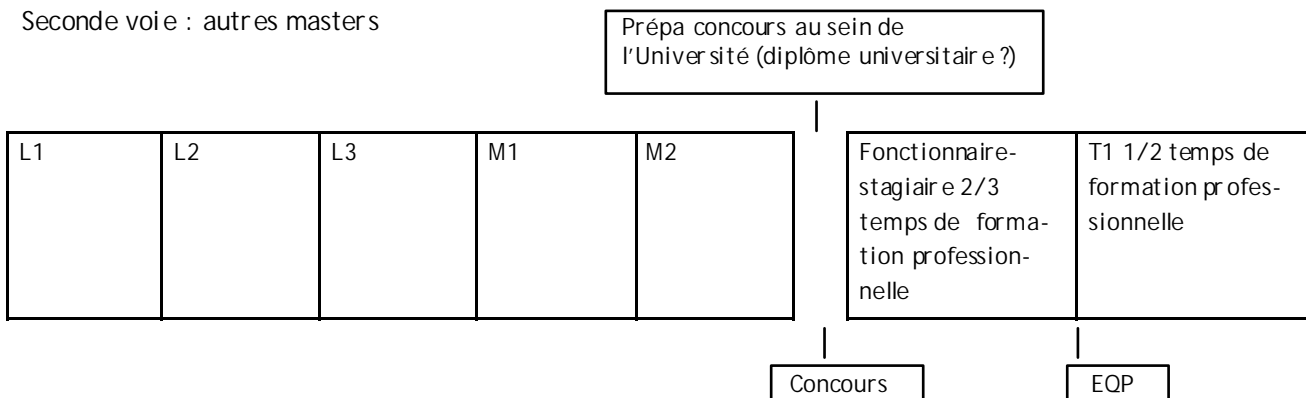 Seconde voie : autres masters
Prépa concours au sein de
l'Université (diplôme universitaire ?)
L1
L2
L3
M1
M2
Fonctionnaire-
stagiaire 2/3
temps de forma-
tion profession-
nelle
T1 1/2 temps de
formation profes-
sionnelle
Concours
EQP